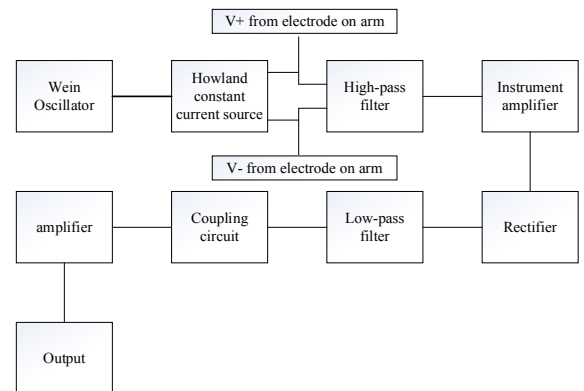 V+ from electrode on arm
Wein
Oscillator
Howland
constant
current source
High-pass
filter
Instrument
amplifier
V- from electrode on arm
amplifier
Coupling
circuit
Low-pass
filter
Rectifier
Output